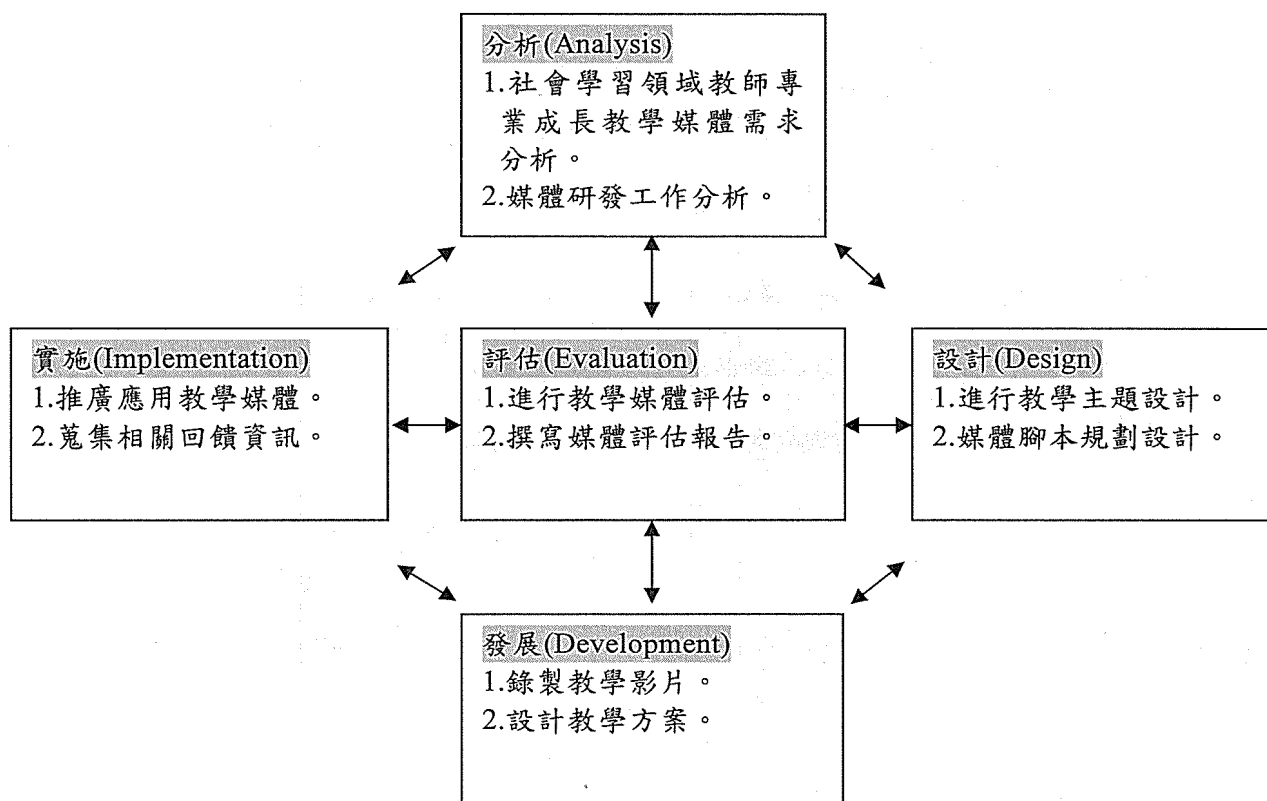 分析(Analysis)
1.社會學習領域教師專
業成長教學媒體需求
分析。
2.媒體研發工作分析。
實施(Implementation)
1.推廣應用教學媒體。
2.蒐集相關回饋資訊。
評估(Evaluation)
1.進行教學媒體評估。
2.撰寫媒體評估報告。
設計(Design)
1.進行教學主題設計。
2.媒體腳本規劃設計。
發展(Development)
1.錄製教學影片。
2.設計教學方案。